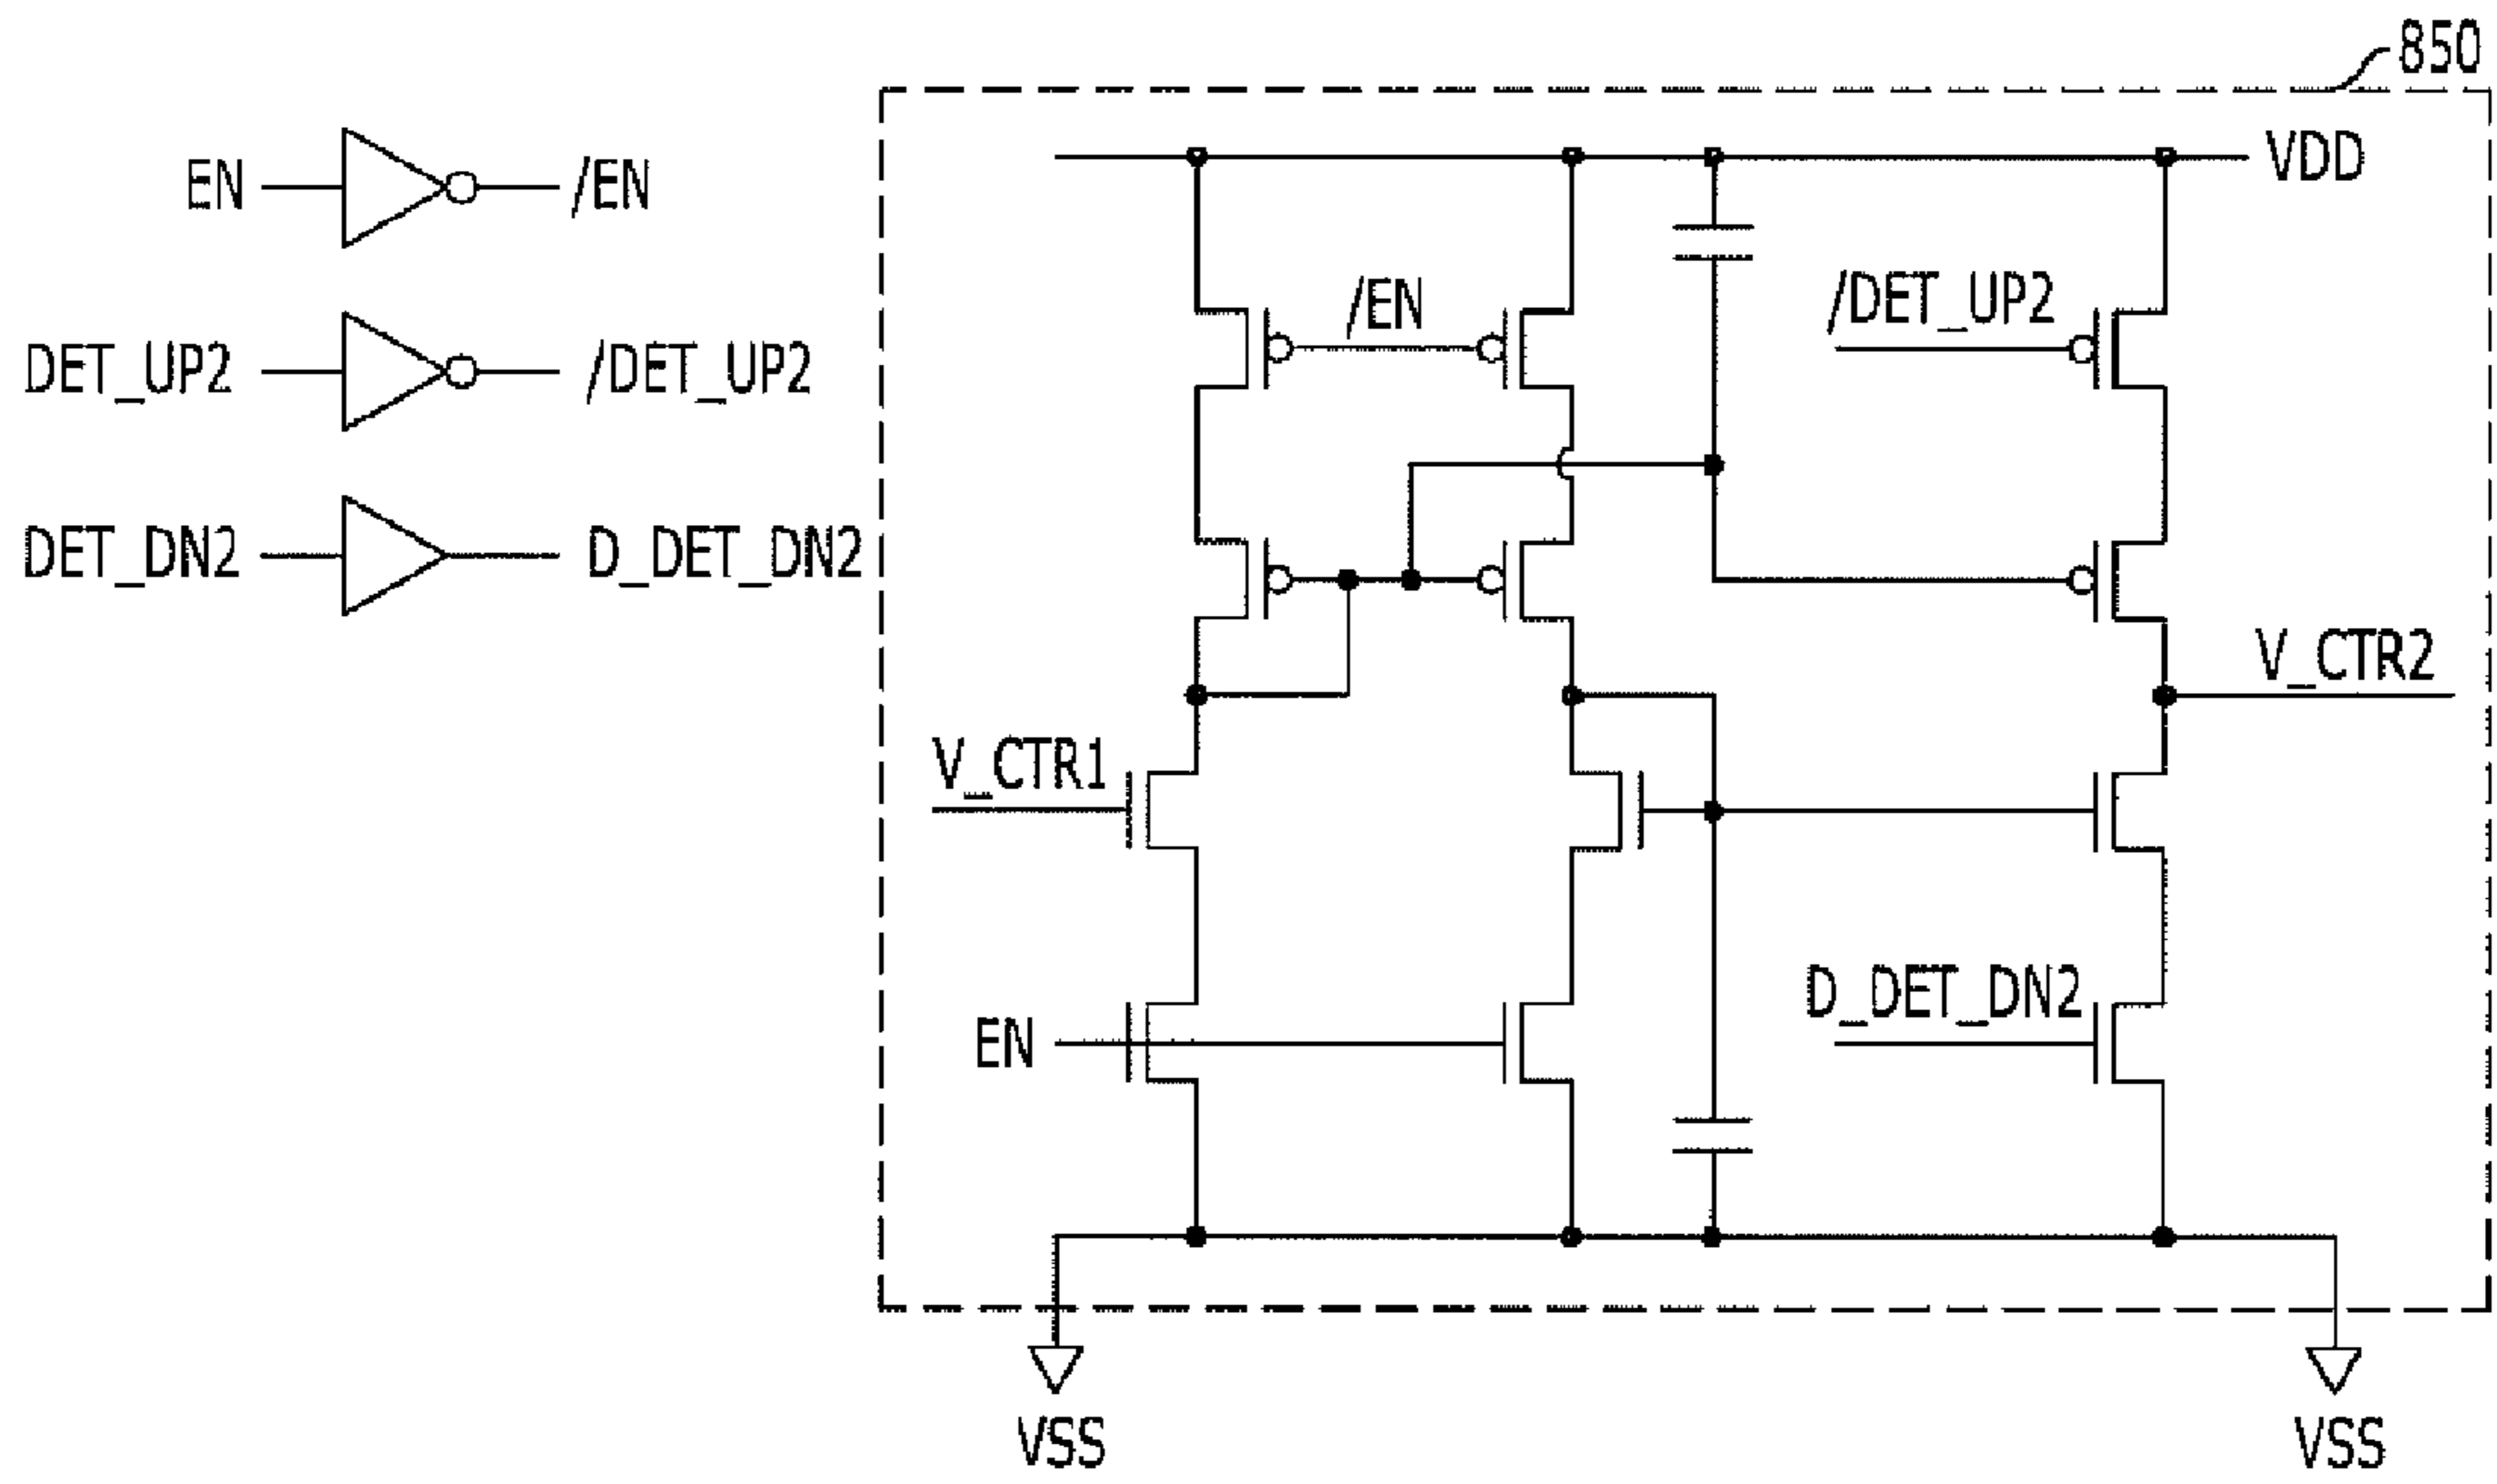 850
VDD
EN
/EN
/EN
/DET_UP2
DET_UP2
/DET_UP2
DET_DN2
D_DET_DN2
V_CTR2
V_CTR1
D_DET_DN2
EN
VSS
VSS